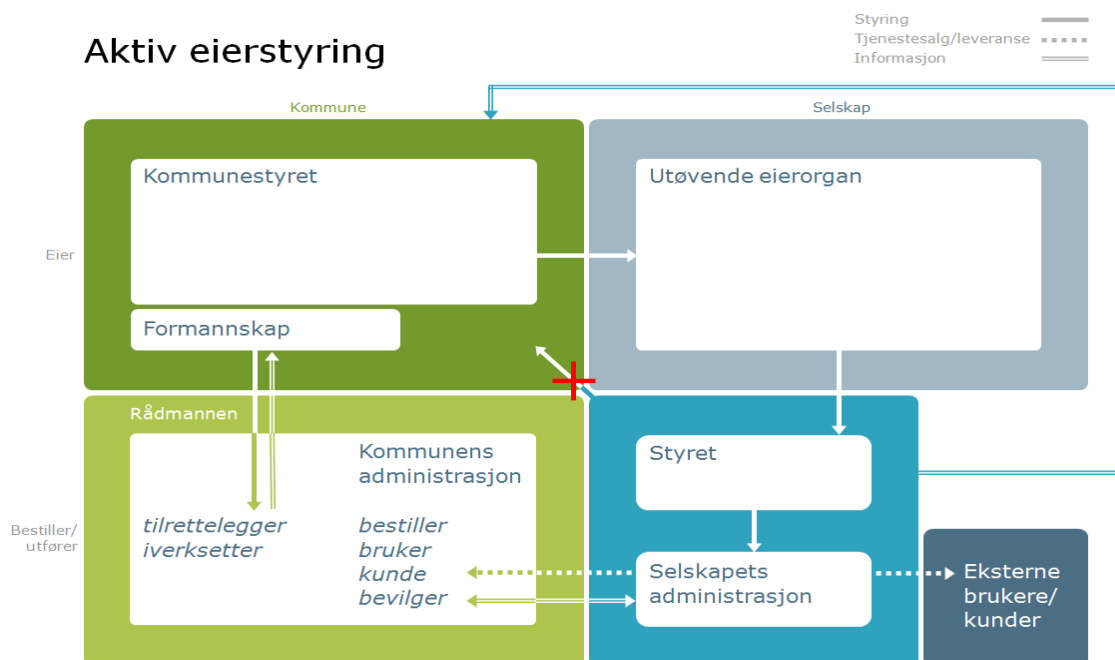 Aktiv eierstyring
Styring
Tjenestesalg/leveranse
Informasjon
Kommune
Selskap
Eier
Kommunestyret
Utøvende eierorgan
Formannskap
Rådmannen
Kommunens
administrasjon
Styret
Bestiller/
utfører
tilrettelegger
iverksetter
bestiller
bruker
kunde
bevilger
Selskapets
administrasjon
Eksterne
brukere/
kunder